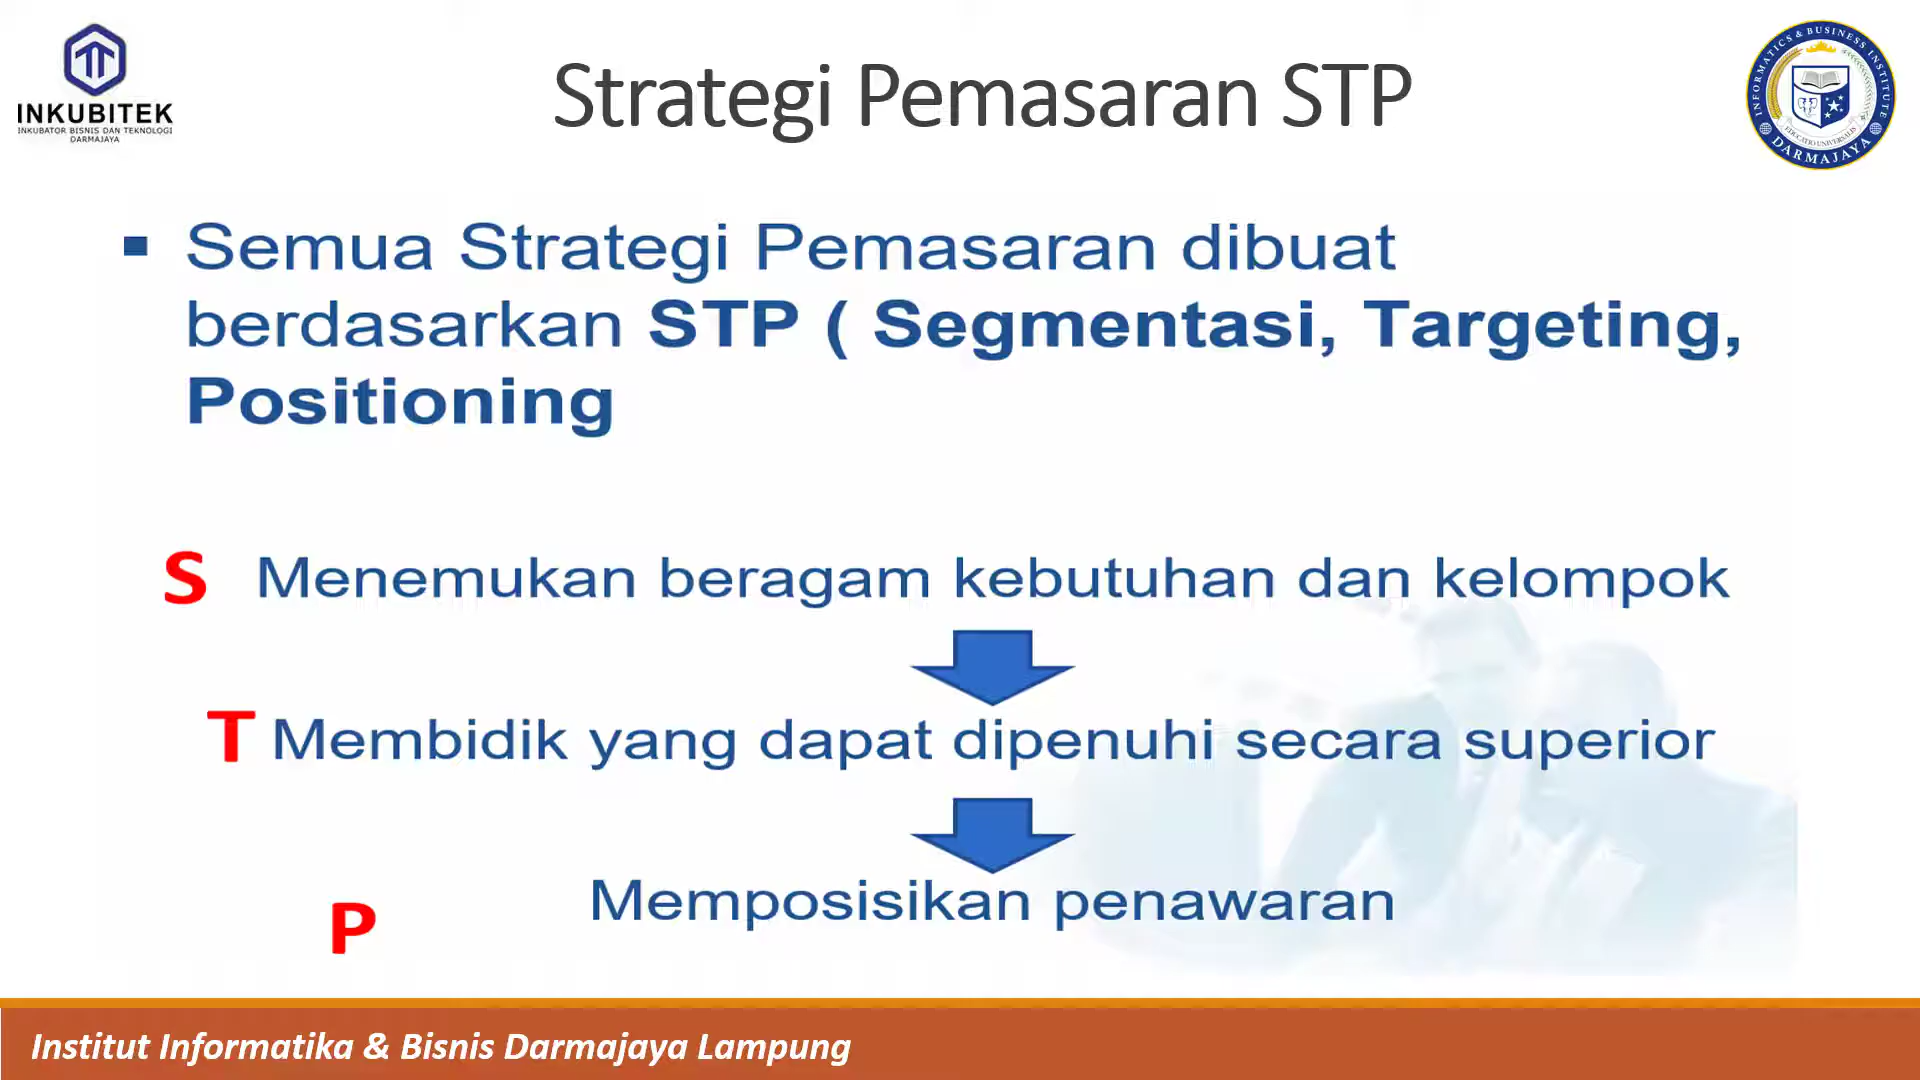 INKUBITEK
INKUBATOR BISNIS DAN TEKNOLOGI
DARMAJAYA
Strategi Pemasaran STP
INFORMATICS & BUSINESS INSTITUTE
EDUCATIO UNIVERSALIS
DARMAJAYA
▪ Semua Strategi Pemasaran dibuat
berdasarkan STP ( Segmentasi, Targeting,
Positioning
S Menemukan beragam kebutuhan dan kelompok
T Membidik yang dapat dipenuhi secara superior
P Memposisikan penawaran
Institut Informatika & Bisnis Darmajaya Lampung